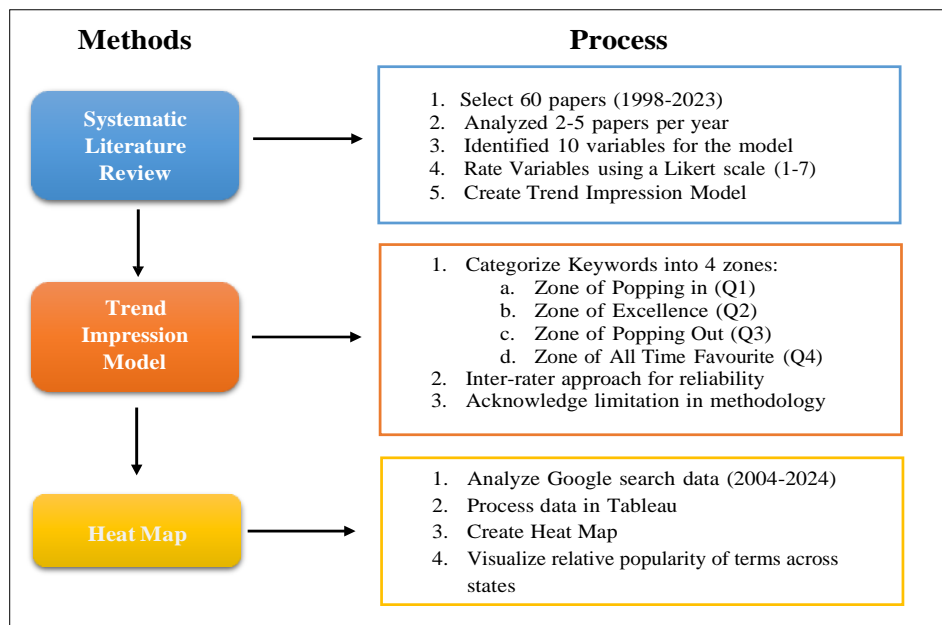 Methods
Process
Systematic
Literature
Review
1. Select 60 papers (1998-2023)
2. Analyzed 2-5 papers per year
3. Identified 10 variables for the model
4. Rate Variables using a Likert scale (1-7)
5. Create Trend Impression Model
Trend
Impression
Model
1. Categorize Keywords into 4 zones:
a. Zone of Popping in (Q1)
b. Zone of Excellence (Q2)
c. Zone of Popping Out (Q3)
d. Zone of All Time Favourite (Q4)
2. Inter-rater approach for reliability
3. Acknowledge limitation in methodology
Heat Map
1. Analyze Google search data (2004-2024)
2. Process data in Tableau
3. Create Heat Map
4. Visualize relative popularity of terms across
states